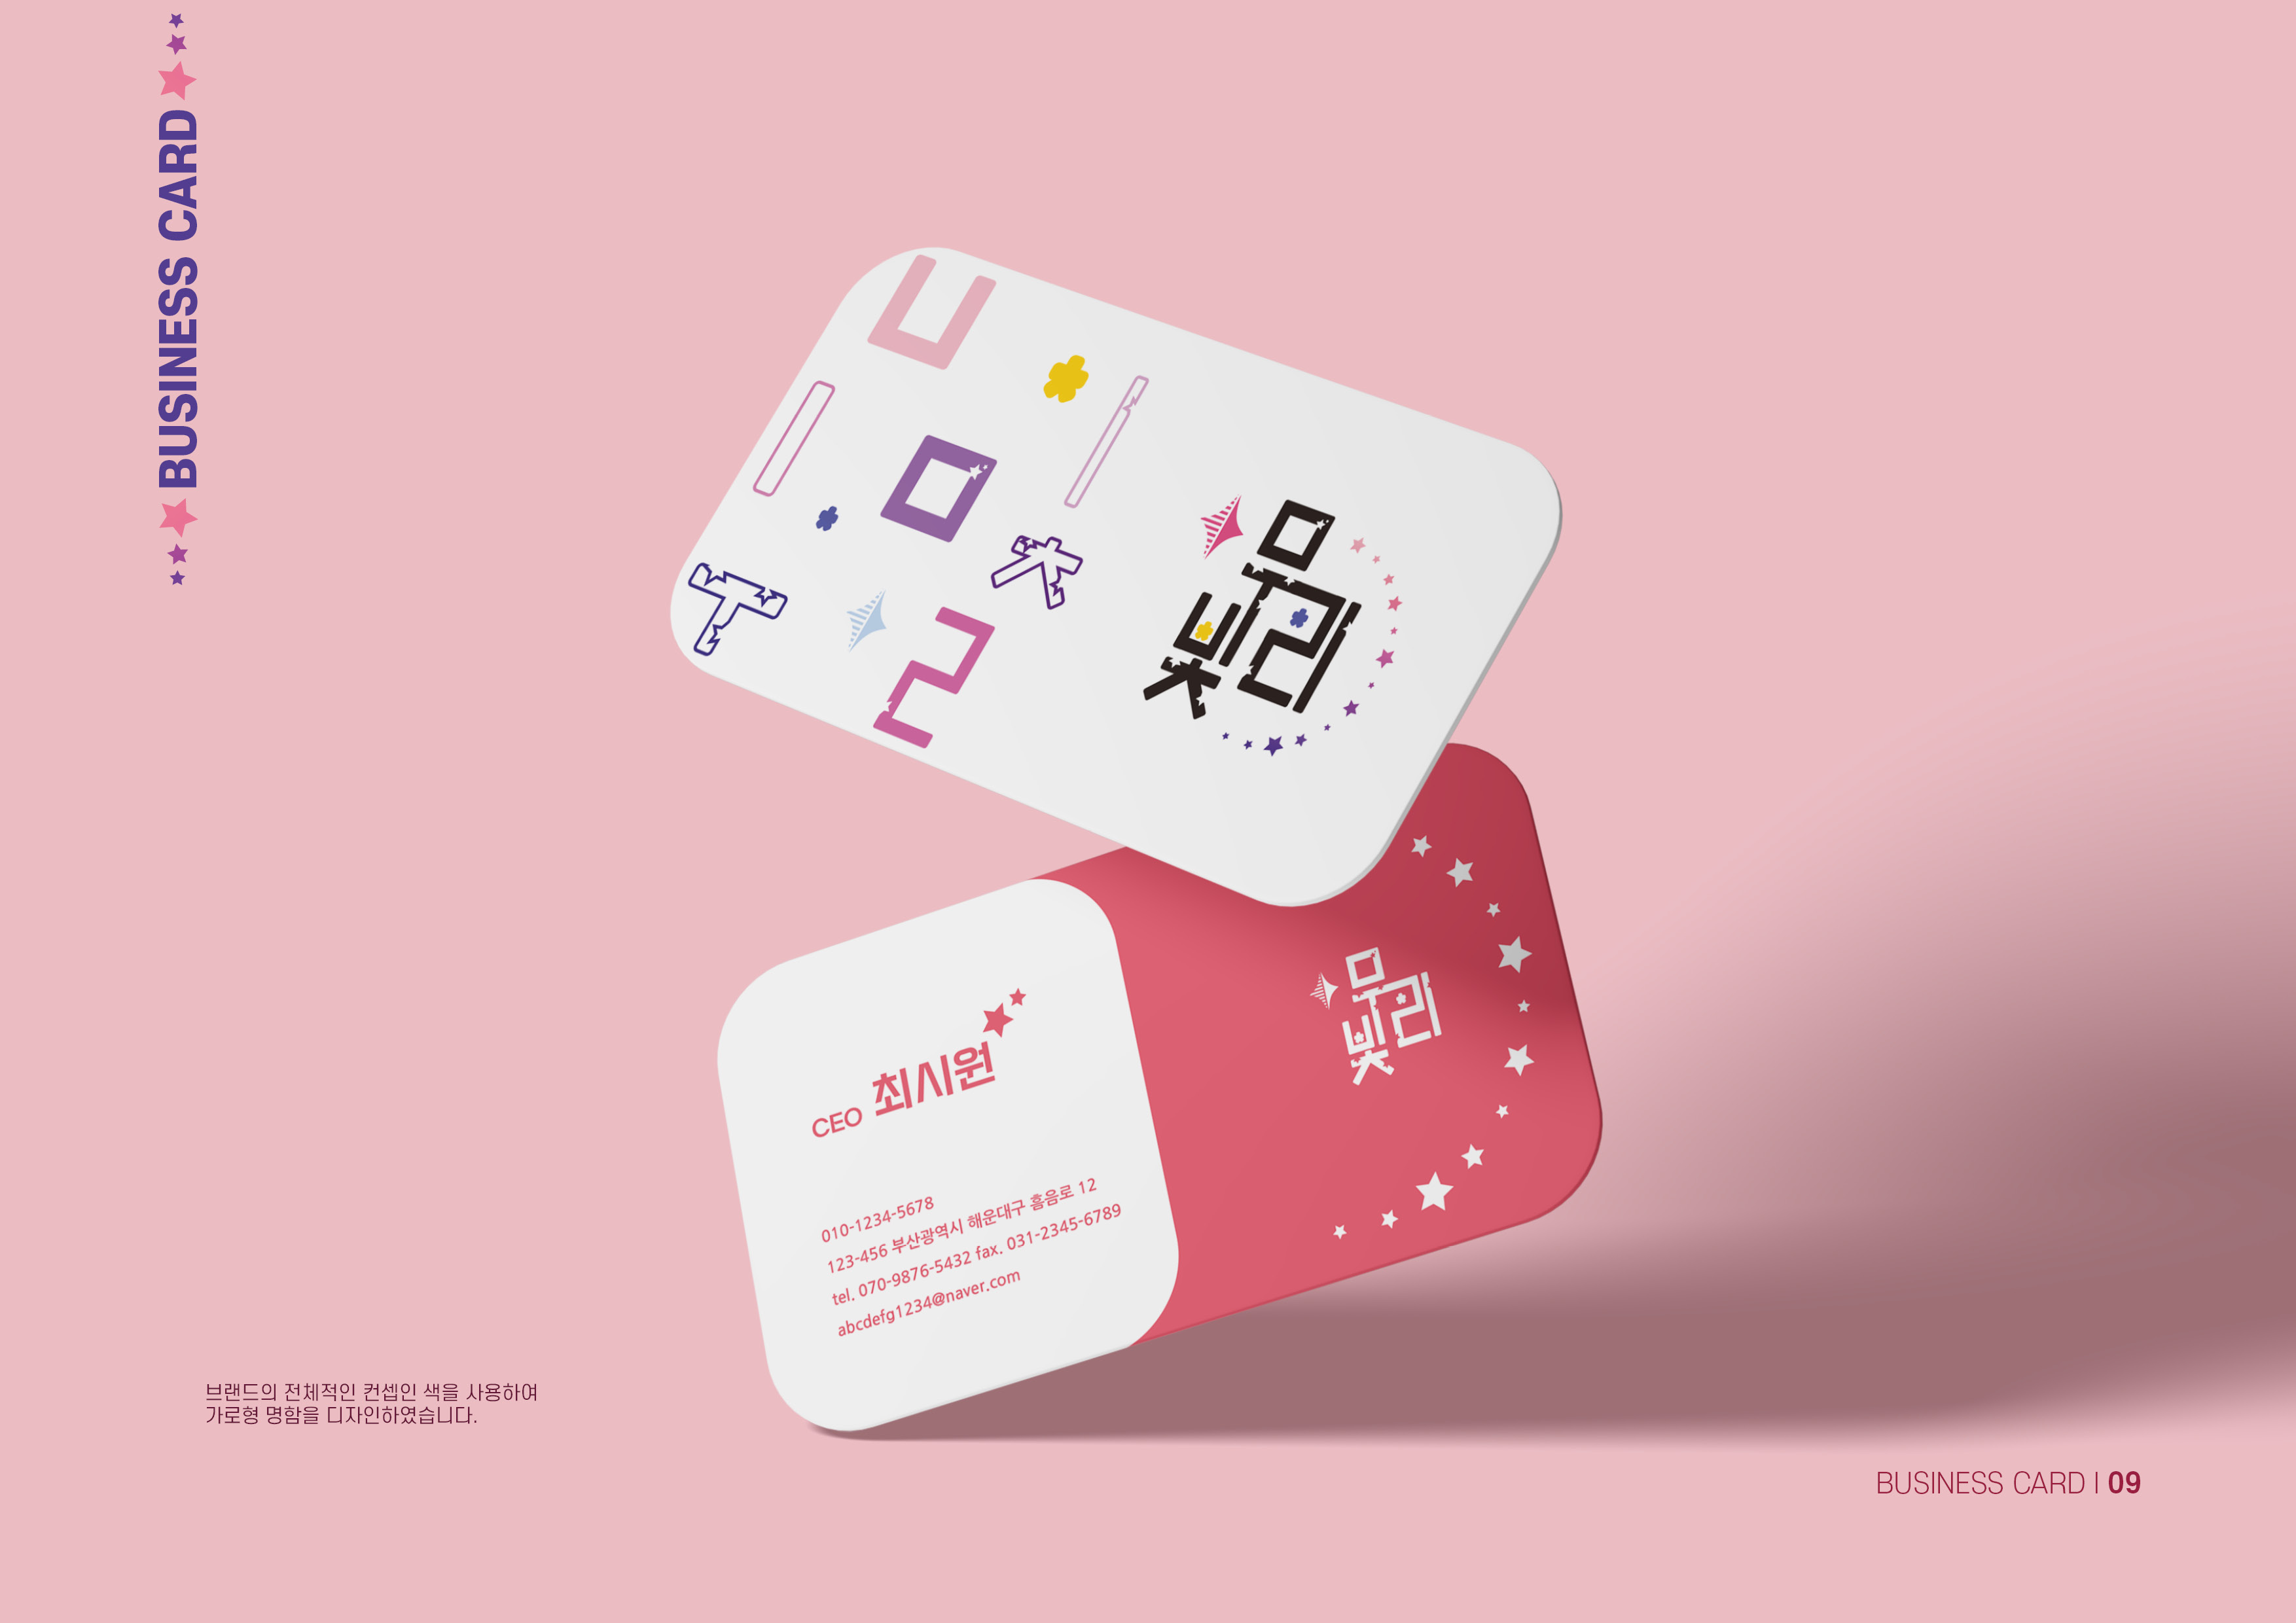 BUSINESS CARD
빛무리
빛무리
CEO 최시원
010-1234-5678
123-456 부산광역시 해운대구 흠음로 12
tel. 070-9876-5432 fax. 031-2345-6789
abcdefg1234@naver.com
브랜드의 전체적인 컨셉인 색을 사용하여
가로형 명함을 디자인하였습니다.
BUSINESS CARD | 09